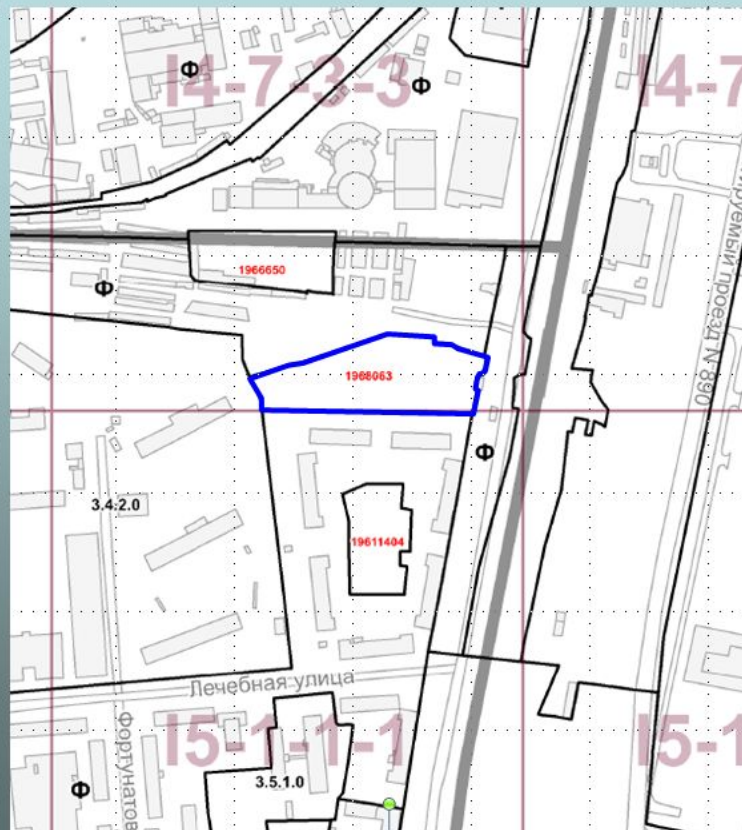 I4-7-3-3
I4-7
Ф
Ф
1966650
Ф
1968063
Ф
3.4.2.0
19611404
Лечебная улица
I5-1-1-1
I5-1
3.5.1.0
Ф
проезд N 890